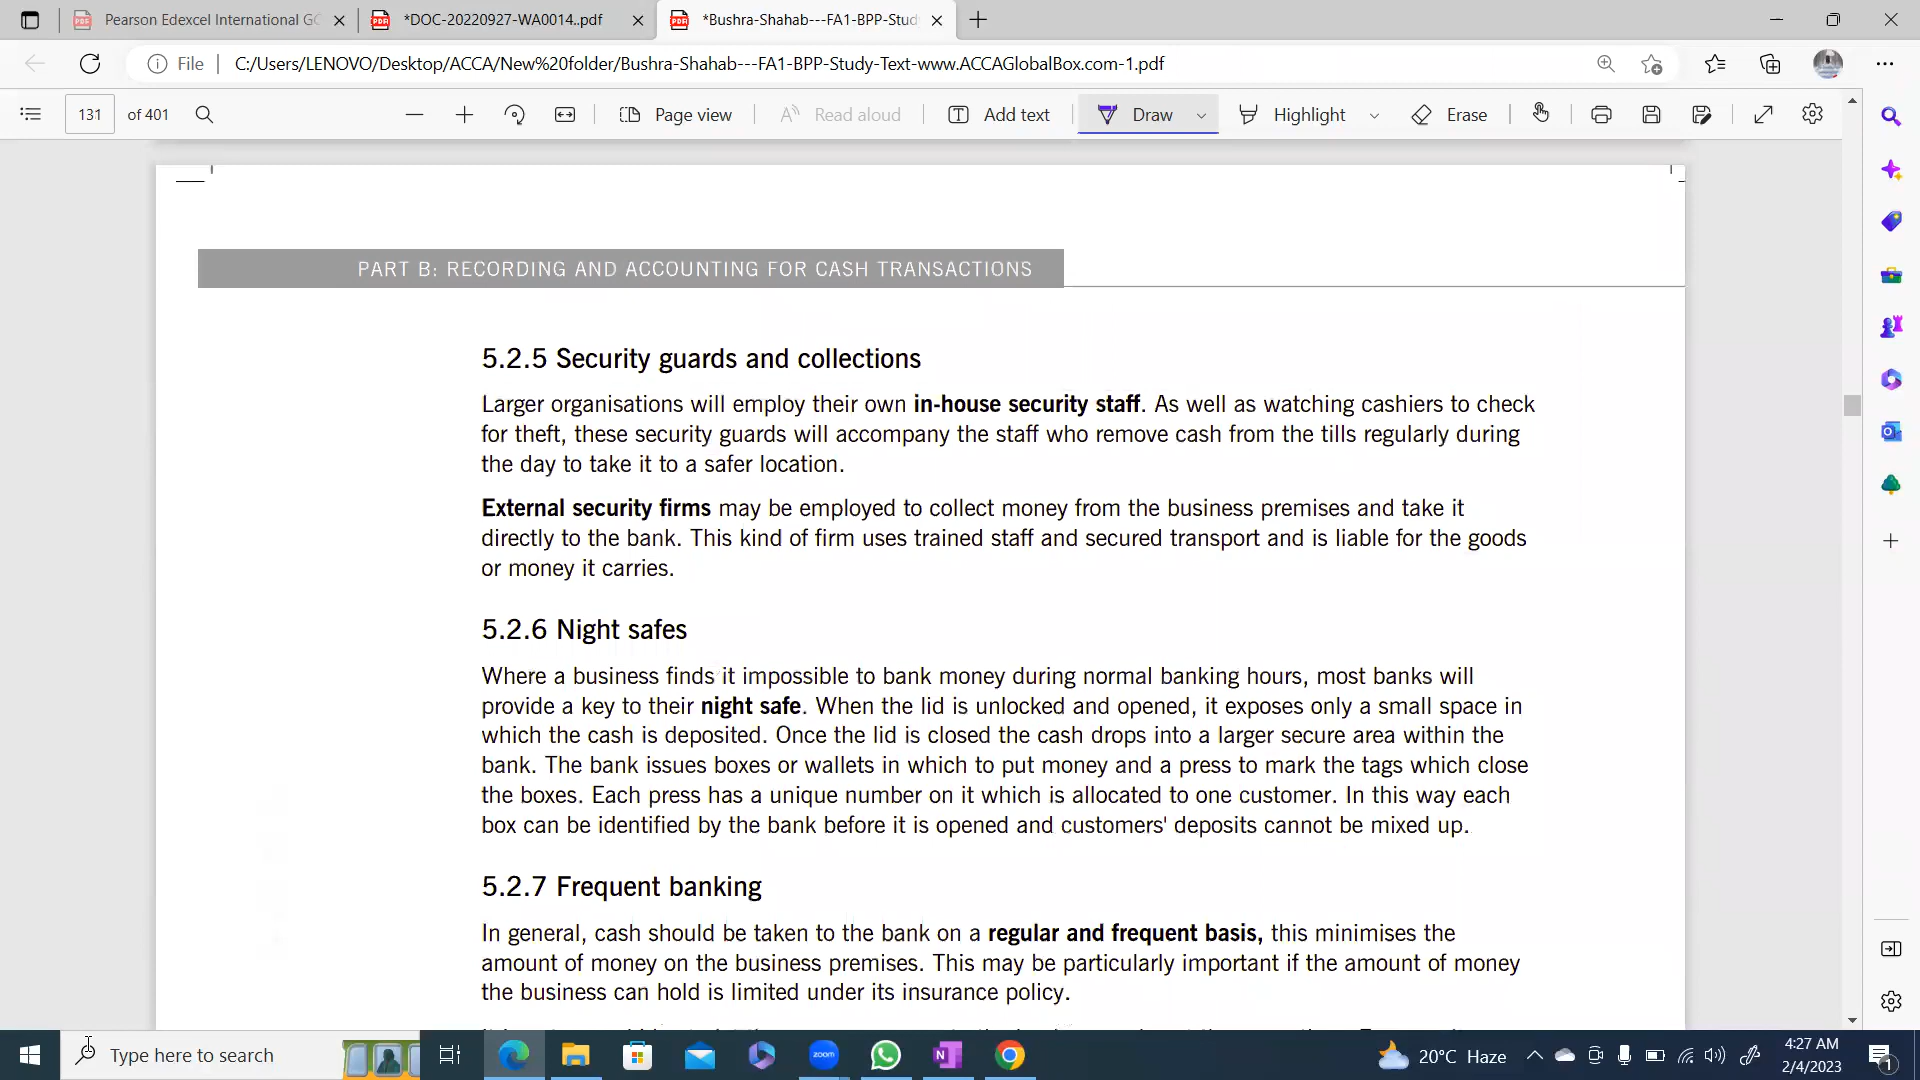 Pearson Edexcel International GC
*DOC-20220927-WA0014..pdf
*Bushra-Shahab---FA1-BPP-Stud
File
C:/Users/LENOVO/Desktop/ACCA/New%20folder/Bushra-Shahab---FA1-BPP-Study-Text-www.ACCAGlobalBox.com-1.pdf
131 of 401
Page view
Read aloud
Add text
Draw
Highlight
Erase
PART B: RECORDING AND ACCOUNTING FOR CASH TRANSACTIONS
5.2.5 Security guards and collections
Larger organisations will employ their own in-house security staff. As well as watching cashiers to check
for theft, these security guards will accompany the staff who remove cash from the tills regularly during
the day to take it to a safer location.
External security firms may be employed to collect money from the business premises and take it
directly to the bank. This kind of firm uses trained staff and secured transport and is liable for the goods
or money it carries.
5.2.6 Night safes
Where a business finds it impossible to bank money during normal banking hours, most banks will
provide a key to their night safe. When the lid is unlocked and opened, it exposes only a small space in
which the cash is deposited. Once the lid is closed the cash drops into a larger secure area within the
bank. The bank issues boxes or wallets in which to put money and a press to mark the tags which close
the boxes. Each press has a unique number on it which is allocated to one customer. In this way each
box can be identified by the bank before it is opened and customers' deposits cannot be mixed up.
5.2.7 Frequent banking
In general, cash should be taken to the bank on a regular and frequent basis, this minimises the
amount of money on the business premises. This may be particularly important if the amount of money
the business can hold is limited under its insurance policy.
Type here to search
zoom
20°C Haze
4:27 AM
2/4/2023
1